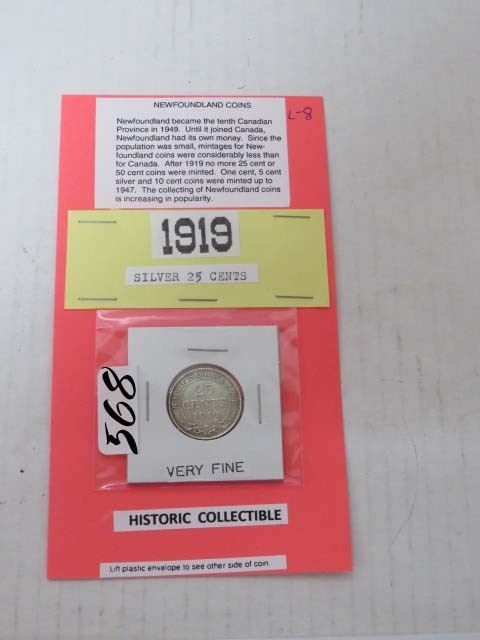 NEWFOUNDLAND COINS
L-8
Newfoundland became the tenth Canadian
Province in 1949. Until it joined Canada,
Newfoundland had its own money. Since the
population was small, mintages for New-
foundland coins were considerably less than
for Canada. After 1919 no more 25 cent or
50 cent coins were minted. One cent, 5 cent
silver and 10 cent coins were minted up to
1947. The collecting of Newfoundland coins
is increasing in popularity.
1919
SILVER 25 CENTS
568
25
CENTS
1919
VERY FINE
HISTORIC COLLECTIBLE
Lift plastic envelope to see other side of coin.